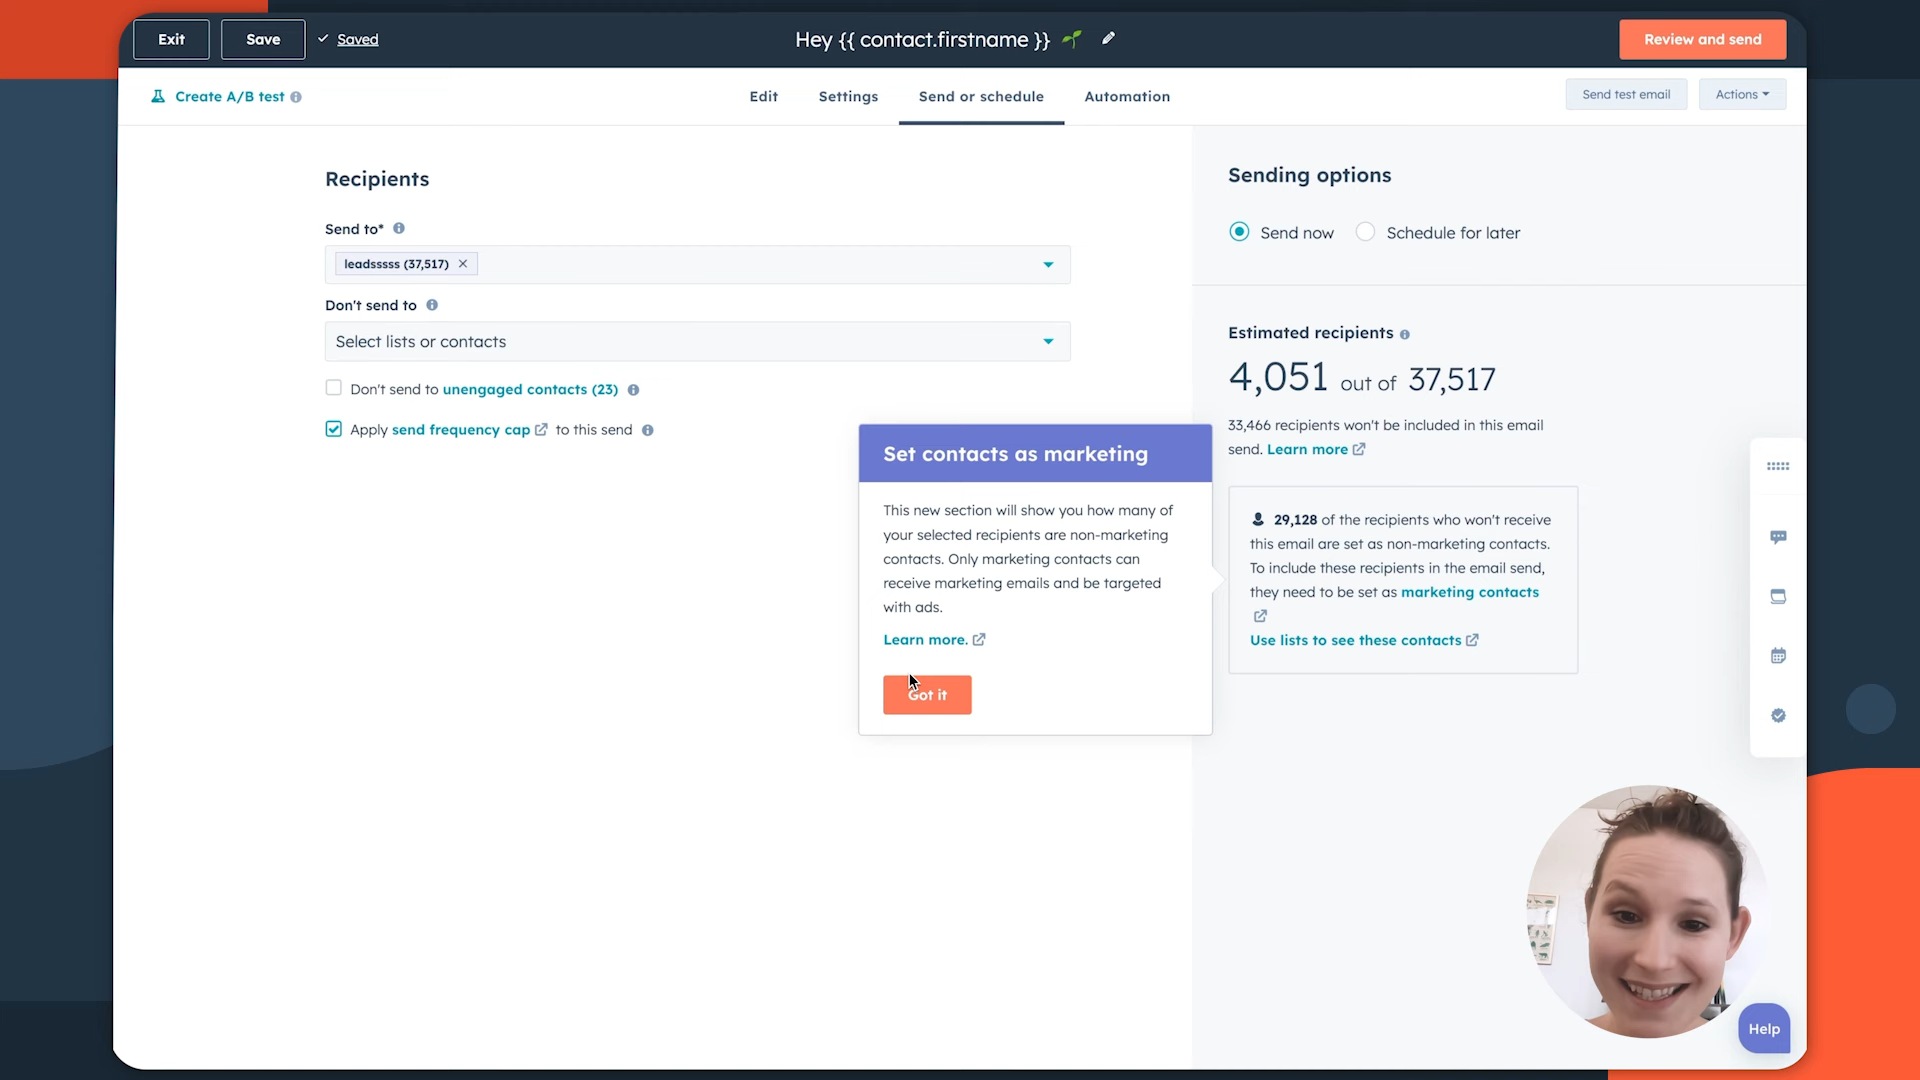 Exit
Save
Saved
Hey {{ contact.firstname }}
Review and send
Create A/B test
Edit
Settings
Send or schedule
Automation
Send test email
Actions
Recipients
Send to*
leadsssss (37,517)
Don't send to
Select lists or contacts
Don't send to unengaged contacts (23)
Apply send frequency cap to this send
Set contacts as marketing
This new section will show you how many of
your selected recipients are non-marketing
contacts. Only marketing contacts can
receive marketing emails and be targeted
with ads.
Learn more.
Got it
Sending options
Send now
Schedule for later
Estimated recipients
4,051 out of 37,517
33,466 recipients won't be included in this email
send. Learn more
29,128 of the recipients who won't receive
this email are set as non-marketing contacts.
To include these recipients in the email send,
they need to be set as marketing contacts
Use lists to see these contacts
Help